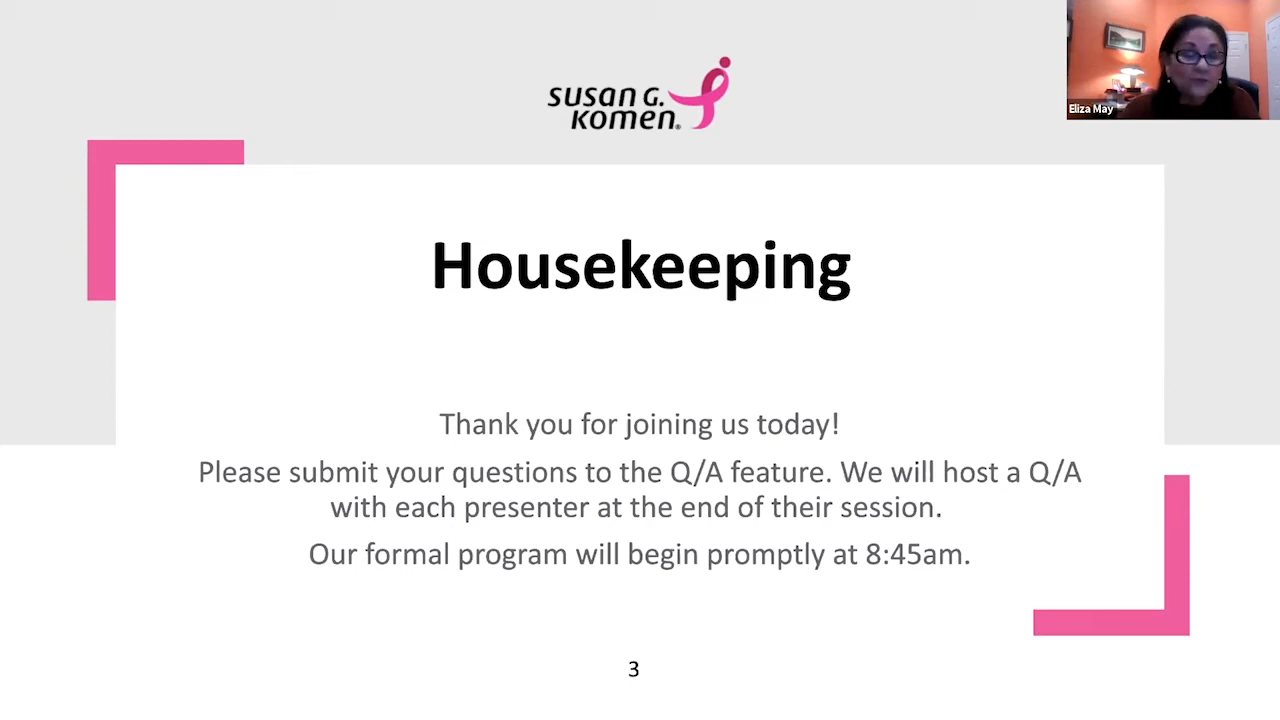 susan G.
komen®
Eliza May
Housekeeping
Thank you for joining us today!
Please submit your questions to the Q/A feature. We will host a Q/A
with each presenter at the end of their session.
Our formal program will begin promptly at 8:45am.
3